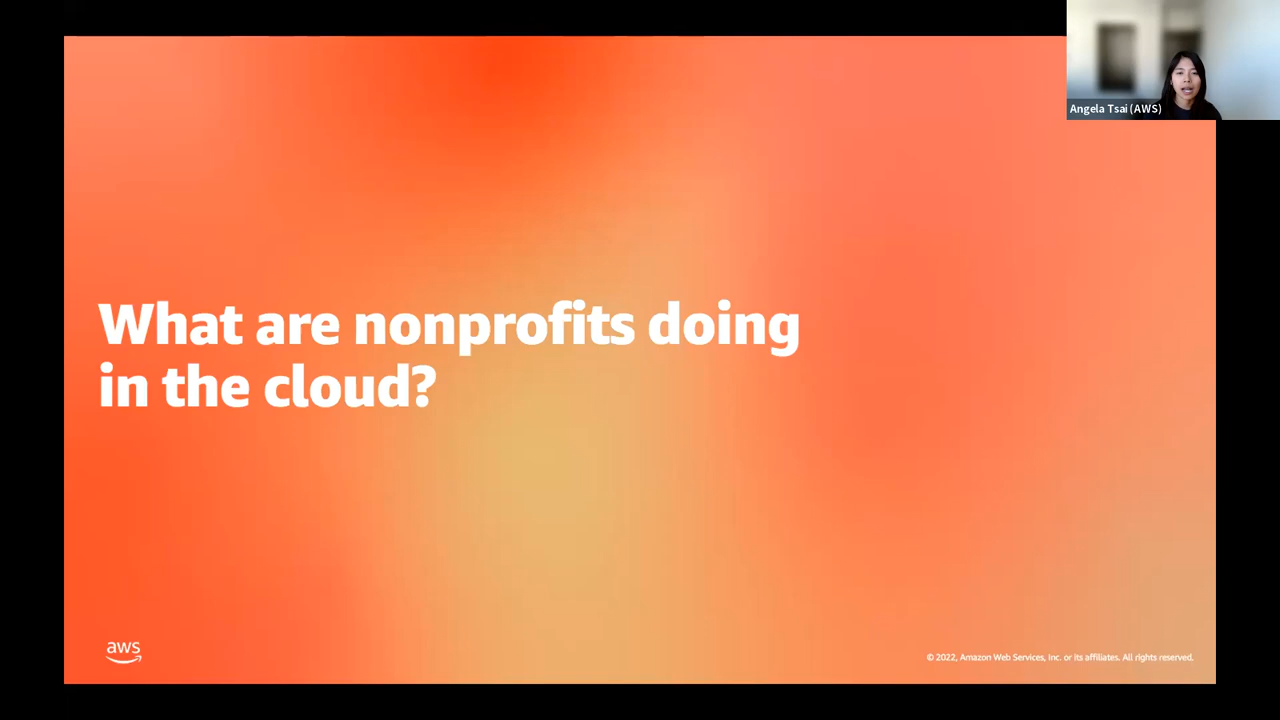 Angela Tsai (AWS)
What are nonprofits doing
in the cloud?
aws
© 2022, Amazon Web Services, Inc. or its affiliates. All rights reserved.